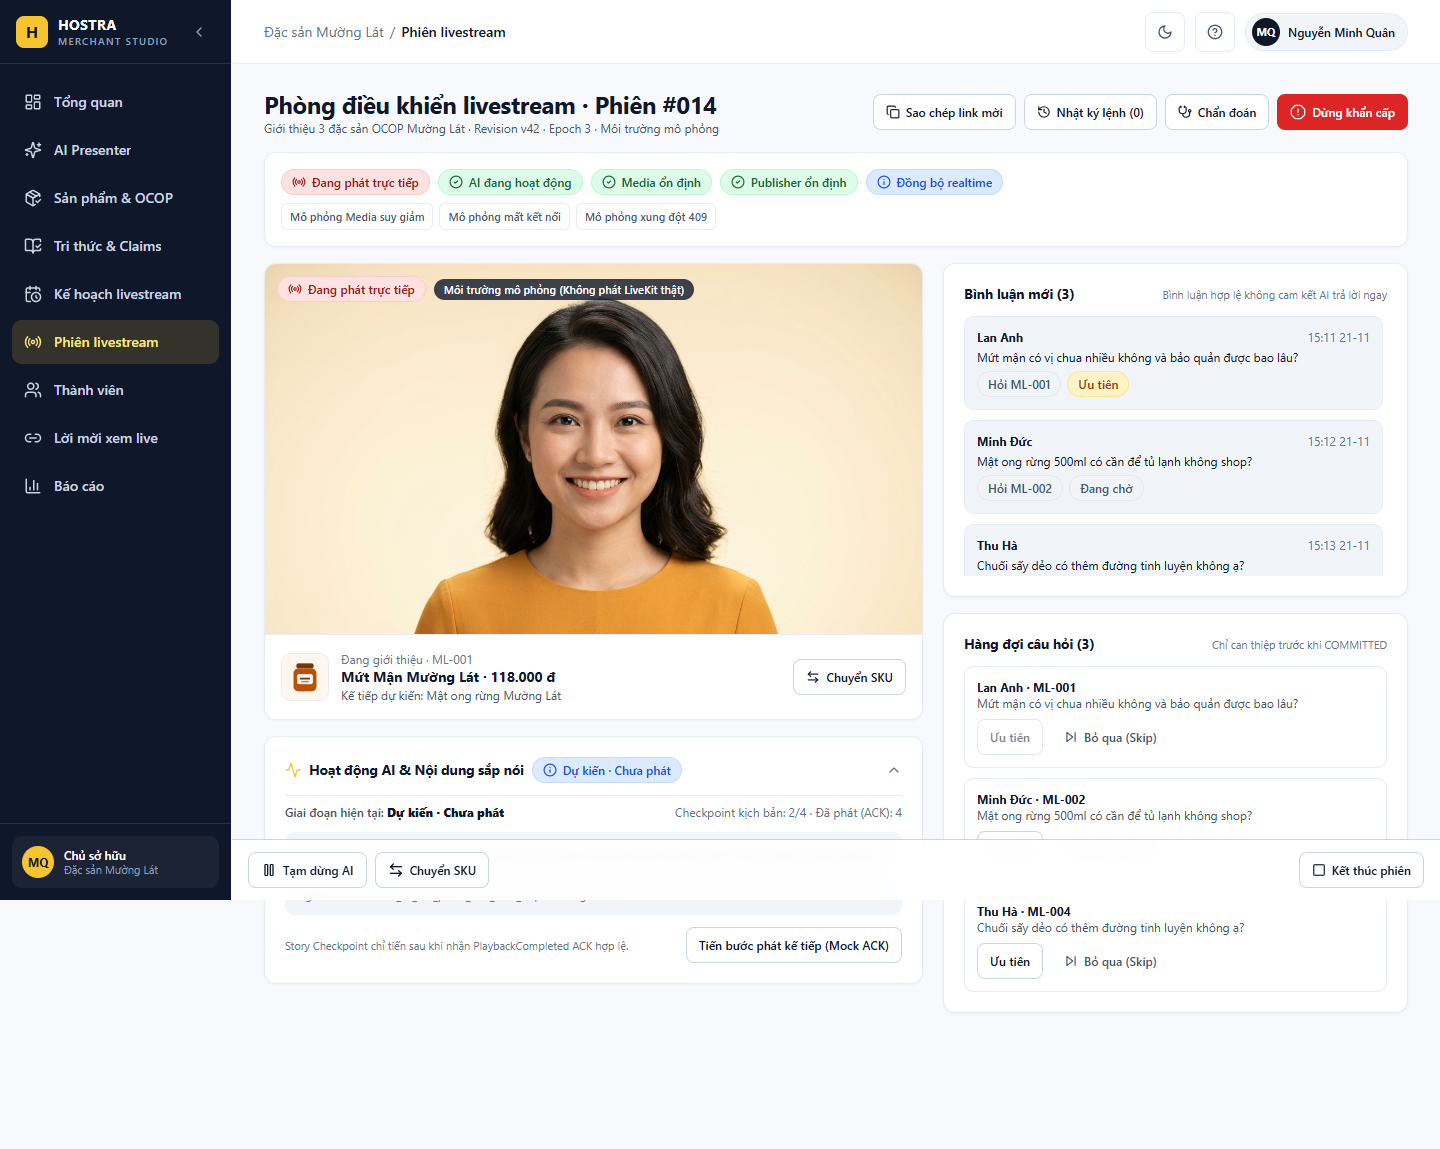 H
HOSTRA
MERCHANT STUDIO
Tổng quan
AI Presenter
Sản phẩm & OCOP
Tri thức & Claims
Kế hoạch livestream
Phiên livestream
Thành viên
Lời mời xem live
Báo cáo
MQ
Chủ sở hữu
Đặc sản Mường Lát
Đặc sản Mường Lát / Phiên livestream
MQ Nguyễn Minh Quân
Phòng điều khiển livestream · Phiên #014
Giới thiệu 3 đặc sản OCOP Mường Lát · Revision v42 · Epoch 3 · Môi trường mô phỏng
Sao chép link mời
Nhật ký lệnh (0)
Chẩn đoán
Dừng khẩn cấp
Đang phát trực tiếp
AI đang hoạt động
Media ổn định
Publisher ổn định
Đồng bộ realtime
Mô phỏng Media suy giảm
Mô phỏng mất kết nối
Mô phỏng xung đột 409
Đang phát trực tiếp
Môi trường mô phỏng (Không phát LiveKit thật)
Đang giới thiệu · ML-001
Mứt Mận Mường Lát · 118.000 đ
Kế tiếp dự kiến: Mật ong rừng Mường Lát
Chuyển SKU
Hoạt động AI & Nội dung sắp nói
Dự kiến · Chưa phát
Giai đoạn hiện tại: Dự kiến · Chưa phát
Checkpoint kịch bản: 2/4 · Đã phát (ACK): 4
Story Checkpoint chỉ tiến sau khi nhận PlaybackCompleted ACK hợp lệ.
Tiến bước phát kế tiếp (Mock ACK)
Bình luận mới (3)
Bình luận hợp lệ không cam kết AI trả lời ngay
Lan Anh
15:11 21-11
Mứt mận có vị chua nhiều không và bảo quản được bao lâu?
Hỏi ML-001
Ưu tiên
Minh Đức
15:12 21-11
Mật ong rừng 500ml có cần để tủ lạnh không shop?
Hỏi ML-002
Đang chờ
Thu Hà
15:13 21-11
Chuối sấy dẻo có thêm đường tinh luyện không ạ?
Hàng đợi câu hỏi (3)
Chỉ can thiệp trước khi COMMITTED
Lan Anh · ML-001
Mứt mận có vị chua nhiều không và bảo quản được bao lâu?
Ưu tiên
Bỏ qua (Skip)
Minh Đức · ML-002
Mật ong rừng 500ml có cần để tủ lạnh không shop?
Thu Hà · ML-004
Chuối sấy dẻo có thêm đường tinh luyện không ạ?
Ưu tiên
Bỏ qua (Skip)
Tạm dừng AI
Chuyển SKU
Kết thúc phiên